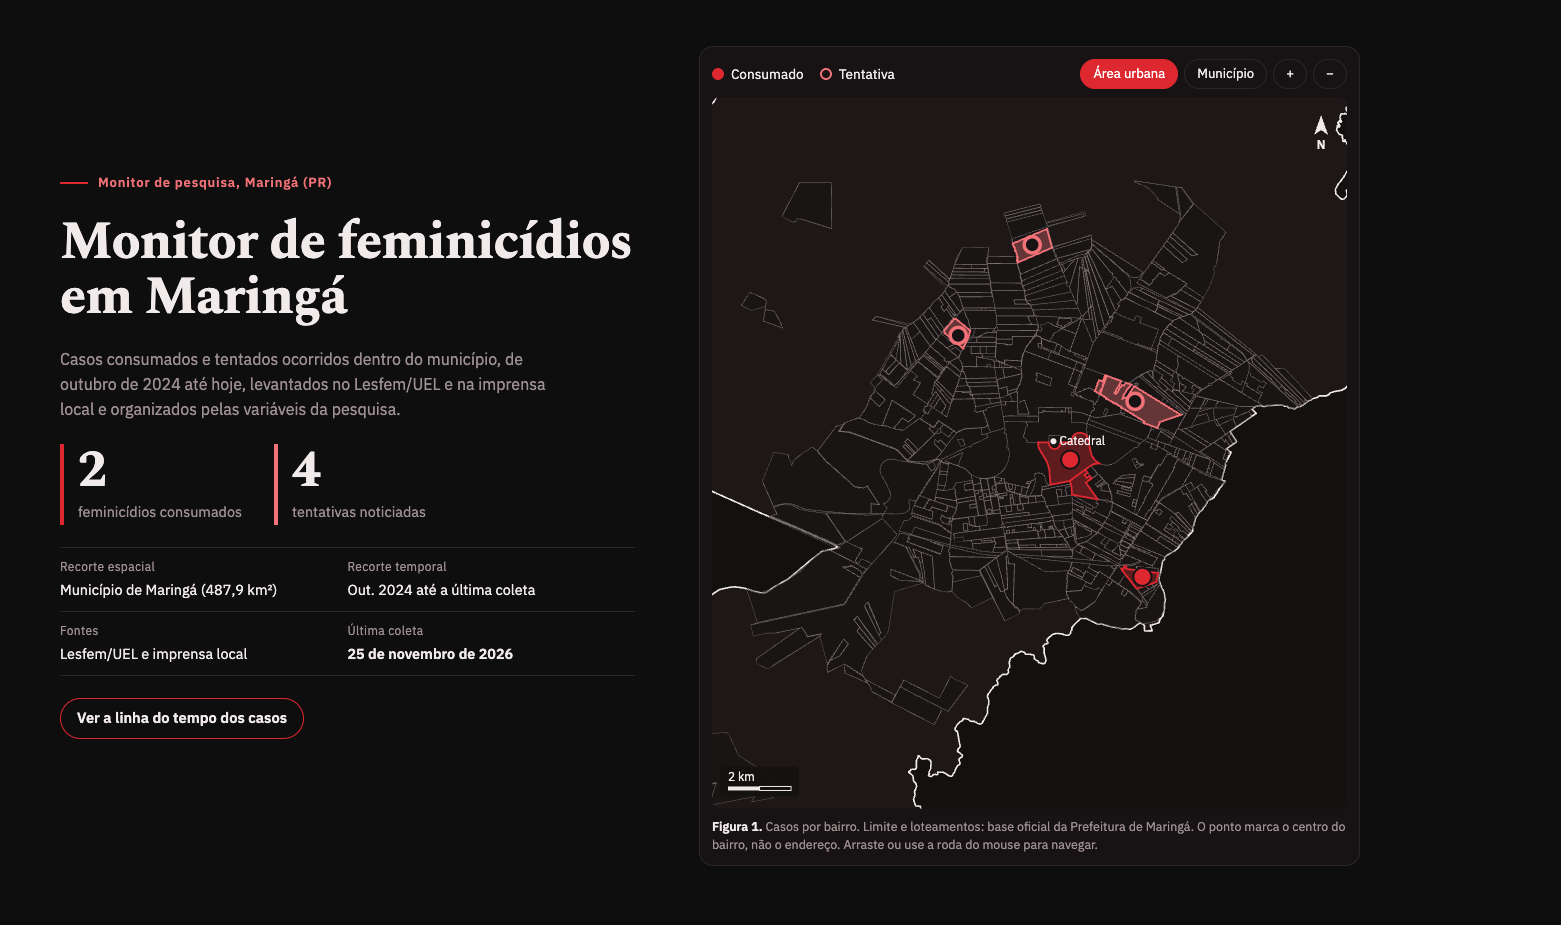 Monitor de pesquisa, Maringá (PR)
Monitor de feminicídios
em Maringá
Casos consumados e tentados ocorridos dentro do município, de
outubro de 2024 até hoje, levantados no Lesfem/UEL e na imprensa
local e organizados pelas variáveis da pesquisa.
2
feminicídios consumados
4
tentativas noticiadas
Recorte espacial
Município de Maringá (487,9 km²)
Recorte temporal
Out. 2024 até a última coleta
Fontes
Lesfem/UEL e imprensa local
Última coleta
25 de novembro de 2026
Ver a linha do tempo dos casos
Consumado
Tentativa
Área urbana
Município
+
−
N
Catedral
2 km
Figura 1. Casos por bairro. Limite e loteamentos: base oficial da Prefeitura de Maringá. O ponto marca o centro do
bairro, não o endereço. Arraste ou use a roda do mouse para navegar.